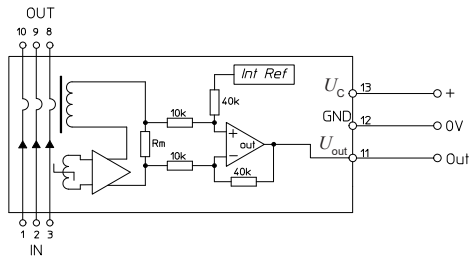 OUT
10 9 8
Int Ref
40k
10k
Rm
10k
+
−
out
40k
U_C 13 +
GND 12 0V
U_out 11 Out
1 2 3
IN